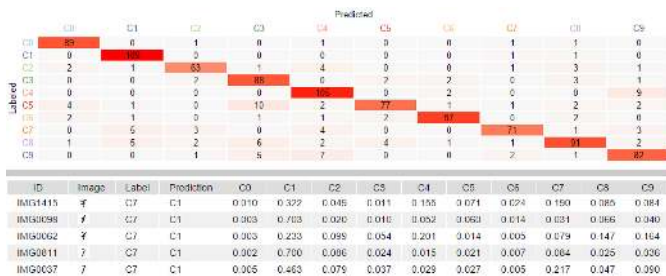 Predicted
C0 C1 C2 C3 C4 C5 C6 C7 C8 C9
Labeled
C0 89 0 1 0 1 0 0 1 1 0
C1 0 0 0 0 0 0 1 0 0
C2 2 1 63 1 4 0 0 1 3 1
C3 0 0 2 88 0 2 2 0 3 1
C4 0 0 0 0 106 0 2 0 0 9
C5 4 1 0 10 2 77 1 1 2 2
C6 2 1 0 1 1 2 87 0 2 0
C7 0 5 3 0 4 0 0 71 1 3
C8 1 5 2 6 2 4 1 1 91 2
C9 0 0 1 5 7 0 0 2 1 82
ID Image Label Prediction C0 C1 C2 C3 C4 C5 C6 C7 C8 C9
IMG1415 C7 C1 0.010 0.322 0.045 0.011 0.155 0.071 0.024 0.190 0.085 0.084
IMG0098 C7 C1 0.003 0.703 0.020 0.010 0.052 0.060 0.014 0.031 0.066 0.040
IMG0062 C7 C1 0.003 0.233 0.099 0.054 0.201 0.014 0.005 0.079 0.147 0.164
IMG0811 7 C7 C1 0.002 0.700 0.086 0.024 0.015 0.021 0.007 0.084 0.025 0.036
IMG0037 7 C7 C1 0.005 0.463 0.079 0.037 0.029 0.027 0.005 0.217 0.047 0.090